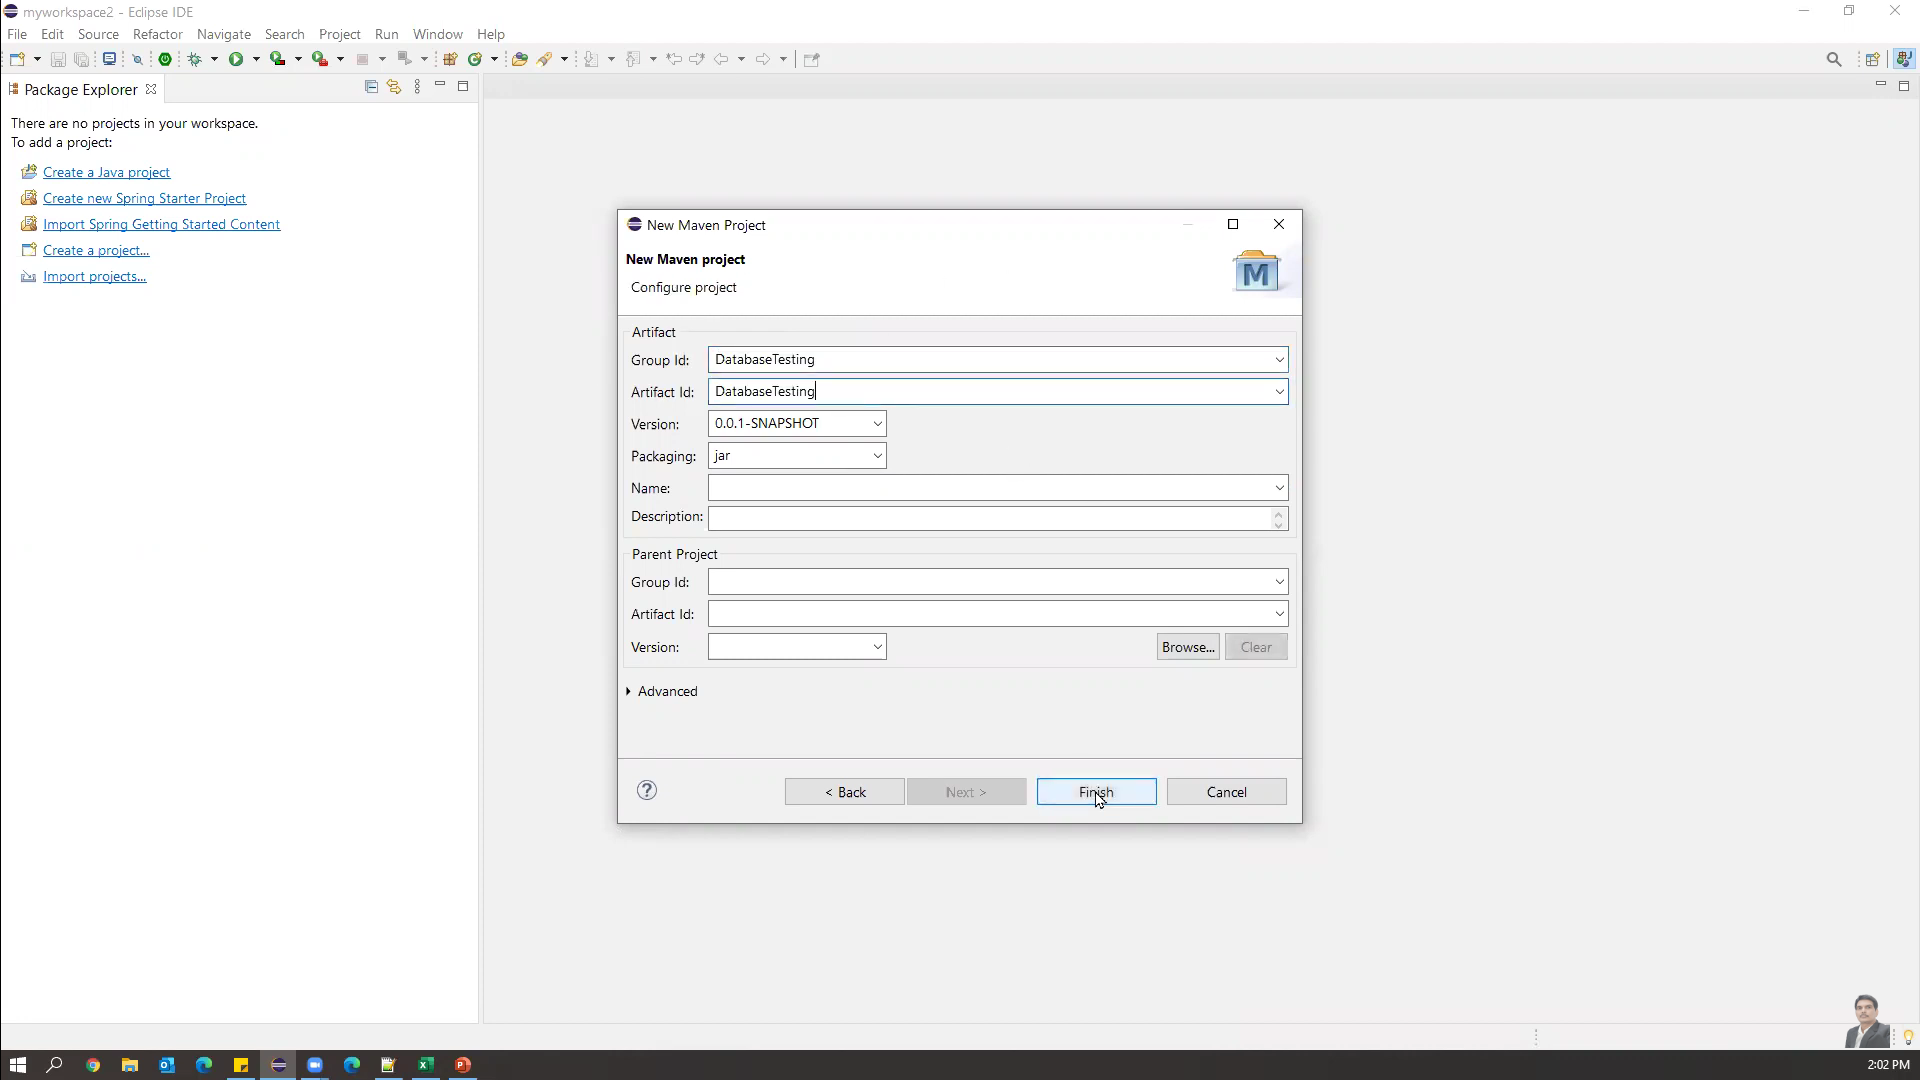 myworkspace2 - Eclipse IDE
File Edit Source Refactor Navigate Search Project Run Window Help
Package Explorer
There are no projects in your workspace.
To add a project:
Create a Java project
Create new Spring Starter Project
Import Spring Getting Started Content
Create a project...
Import projects...
New Maven Project
New Maven project
Configure project
M
Artifact
Group Id: DatabaseTesting
Artifact Id: DatabaseTesting
Version: 0.0.1-SNAPSHOT
Packaging: jar
Name:
Description:
Parent Project
Group Id:
Artifact Id:
Version: Browse... Clear
Advanced
? < Back Next > Finish Cancel
2:02 PM